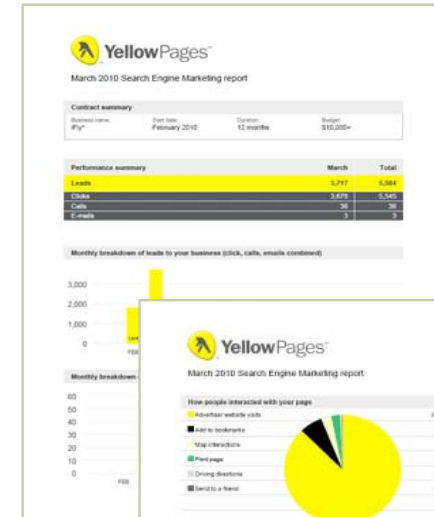 YellowPages™
March 2010 Search Engine Marketing report
Contract summary
Business name Start date Duration Budget
iFly* February 2010 12 months $10,000+
Performance summary March Total
Leads 3,717 5,584
Clicks 3,678 5,545
Calls 36 36
E-mails 3 3
Monthly breakdown of leads to your business (click, calls, emails combined)
3,000
2,000
1,000
0
FEB
Monthly breakdown
60
50
40
30
20
10
0
FEB
YellowPages™
March 2010 Search Engine Marketing report
How people interacted with your page
Advertiser website visits
Add to bookmarks
Map interactions
Print page
Driving directions
Send to a friend